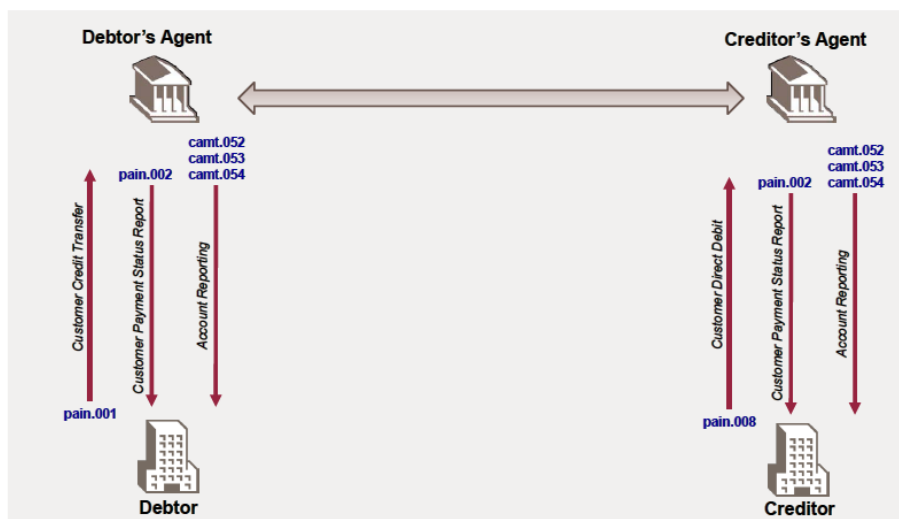 Debtor's Agent
Creditor's Agent
camt.052
camt.053
camt.054
pain.002
camt.052
camt.053
camt.054
pain.002
Customer Credit Transfer
Customer Payment Status Report
Account Reporting
Customer Direct Debit
Customer Payment Status Report
Account Reporting
pain.001
pain.008
Debtor
Creditor